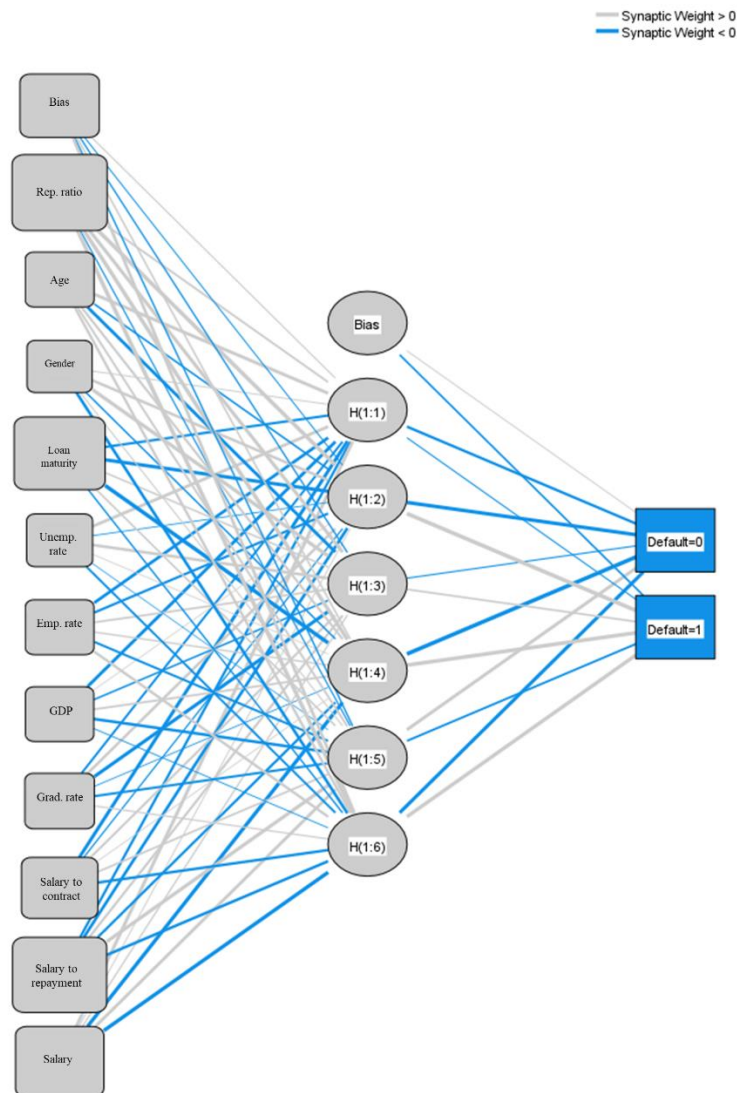 Synaptic Weight > 0
Synaptic Weight < 0
Bias
Rep. ratio
Age
Gender
Loan
maturity
Unemp.
rate
Emp. rate
GDP
Grad. rate
Salary to
contract
Salary to
repayment
Salary
Bias
H(1:1)
H(1:2)
H(1:3)
H(1:4)
H(1:5)
H(1:6)
Default=0
Default=1